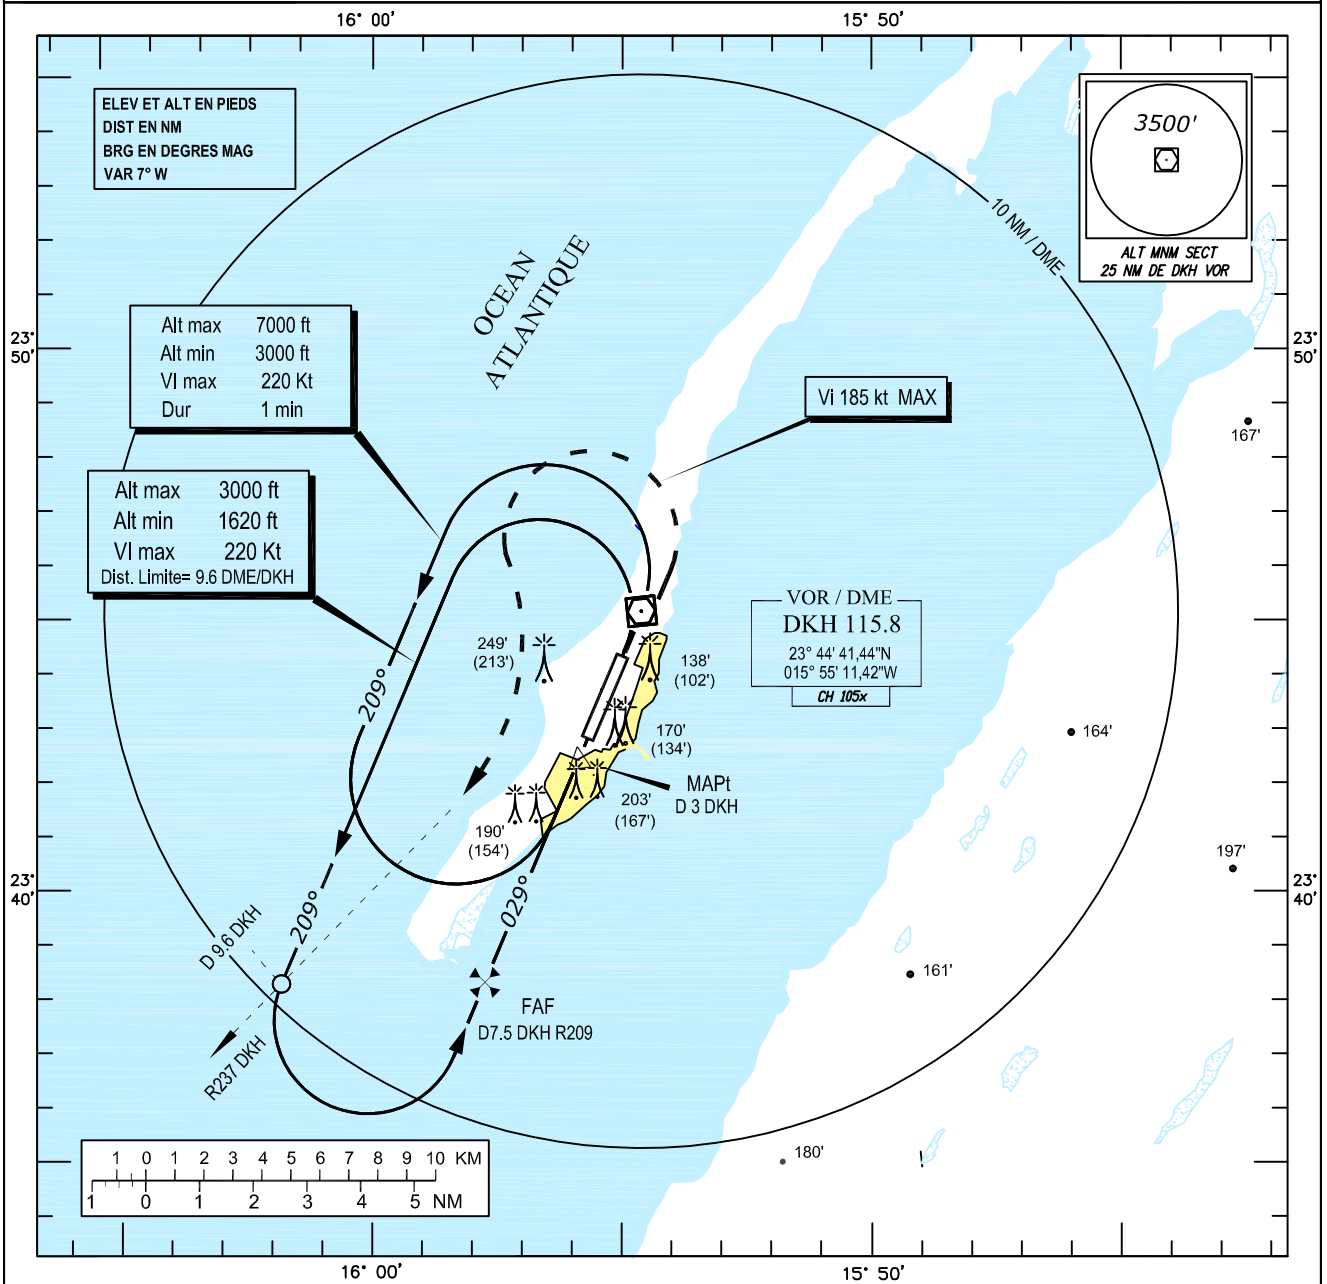 16° 00'
15° 50'
ELEV ET ALT EN PIEDS
DIST EN NM
BRG EN DEGRES MAG
VAR 7° W
3500'
ALT MNM SECT
25 NM DE DKH VOR
10 NM / DME
OCEAN
ATLANTIQUE
Alt max 7000 ft
Alt min 3000 ft
VI max 220 Kt
Dur 1 min
23°
50'
23°
50'
Vi 185 kt MAX
167'
Alt max 3000 ft
Alt min 1620 ft
VI max 220 Kt
Dist. Limite= 9.6 DME/DKH
VOR / DME
DKH 115.8
23° 44' 41,44"N
015° 55' 11,42"W
CH 105x
249'
(213')
138'
(102')
209°
170'
(134')
164'
MAPt
D 3 DKH
203'
(167')
190'
(154')
197'
23°
40'
23°
40'
029°
209°
D 9.6 DKH
161'
FAF
D7.5 DKH R209
R237 DKH
180'
1 0 1 2 3 4 5 6 7 8 9 10 KM
1 0 1 2 3 4 5 NM
16° 00'
15° 50'